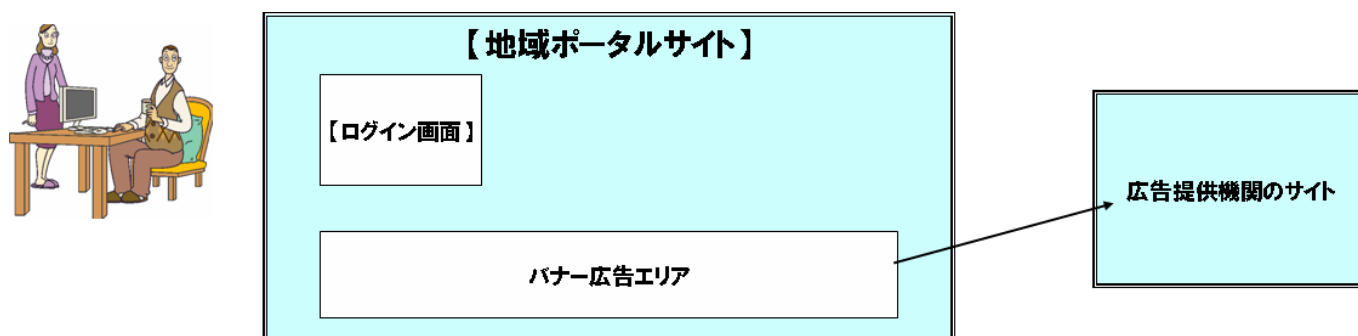 【地域ポータルサイト】
【ログイン画面】
広告提供機関のサイト
バナー広告エリア